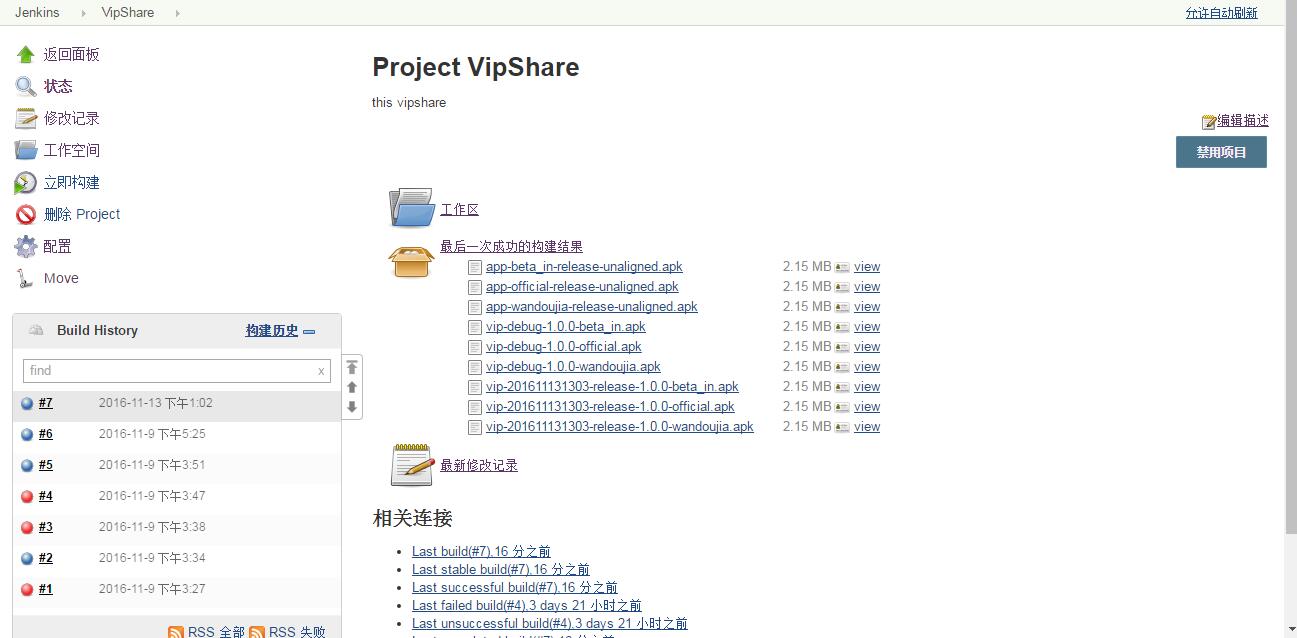 Jenkins VipShare 允许自动刷新
返回面板
状态
修改记录
工作空间
立即构建
删除 Project
配置
Move
Build History 构建历史
find x
#7 2016-11-13 下午1:02
#6 2016-11-9 下午5:25
#5 2016-11-9 下午3:51
#4 2016-11-9 下午3:47
#3 2016-11-9 下午3:38
#2 2016-11-9 下午3:34
#1 2016-11-9 下午3:27
RSS 全部 RSS 失败
Project VipShare
this vipshare
编辑描述
禁用项目
工作区
最后一次成功的构建结果
app-beta_in-release-unaligned.apk 2.15 MB view
app-official-release-unaligned.apk 2.15 MB view
app-wandoujia-release-unaligned.apk 2.15 MB view
vip-debug-1.0.0-beta_in.apk 2.15 MB view
vip-debug-1.0.0-official.apk 2.15 MB view
vip-debug-1.0.0-wandoujia.apk 2.15 MB view
vip-201611131303-release-1.0.0-beta_in.apk 2.15 MB view
vip-201611131303-release-1.0.0-official.apk 2.15 MB view
vip-201611131303-release-1.0.0-wandoujia.apk 2.15 MB view
最新修改记录
相关连接
Last build(#7),16 分之前
Last stable build(#7),16 分之前
Last successful build(#7),16 分之前
Last failed build(#4),3 days 21 小时之前
Last unsuccessful build(#4),3 days 21 小时之前